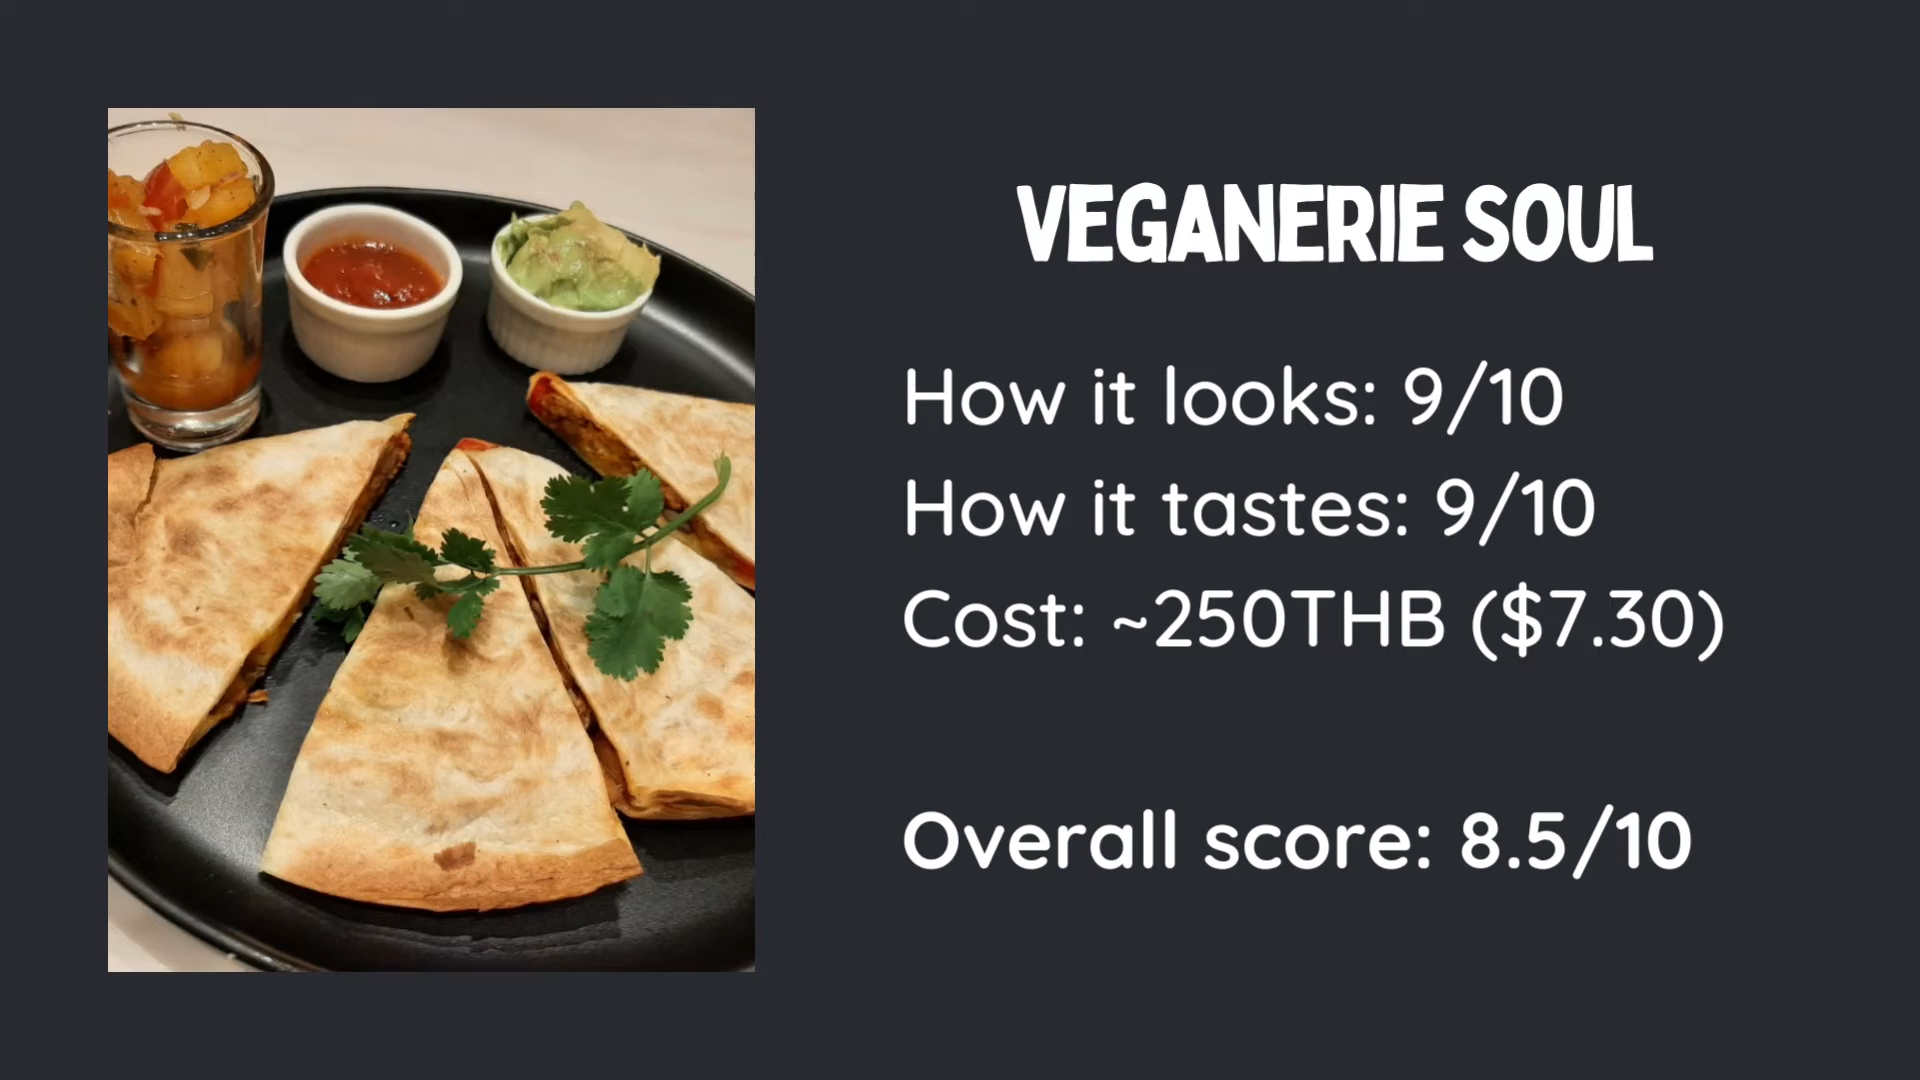 VEGANERIE SOUL
How it looks: 9/10
How it tastes: 9/10
Cost: ~250THB ($7.30)
Overall score: 8.5/10